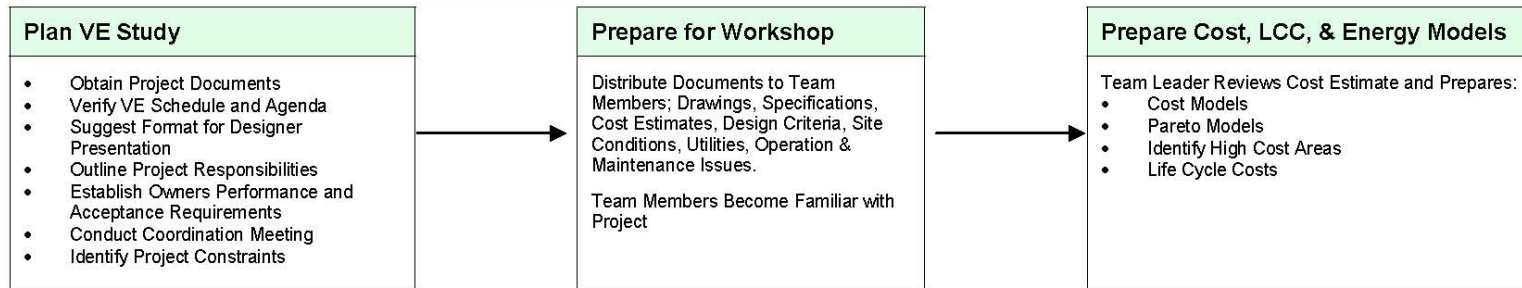 Plan VE Study
• Obtain Project Documents
• Verify VE Schedule and Agenda
• Suggest Format for Designer
Presentation
• Outline Project Responsibilities
• Establish Owners Performance and
Acceptance Requirements
• Conduct Coordination Meeting
• Identify Project Constraints
Prepare for Workshop
Distribute Documents to Team
Members; Drawings, Specifications,
Cost Estimates, Design Criteria, Site
Conditions, Utilities, Operation &
Maintenance Issues.
Team Members Become Familiar with
Project
Prepare Cost, LCC, & Energy Models
Team Leader Reviews Cost Estimate and Prepares:
• Cost Models
• Pareto Models
• Identify High Cost Areas
• Life Cycle Costs